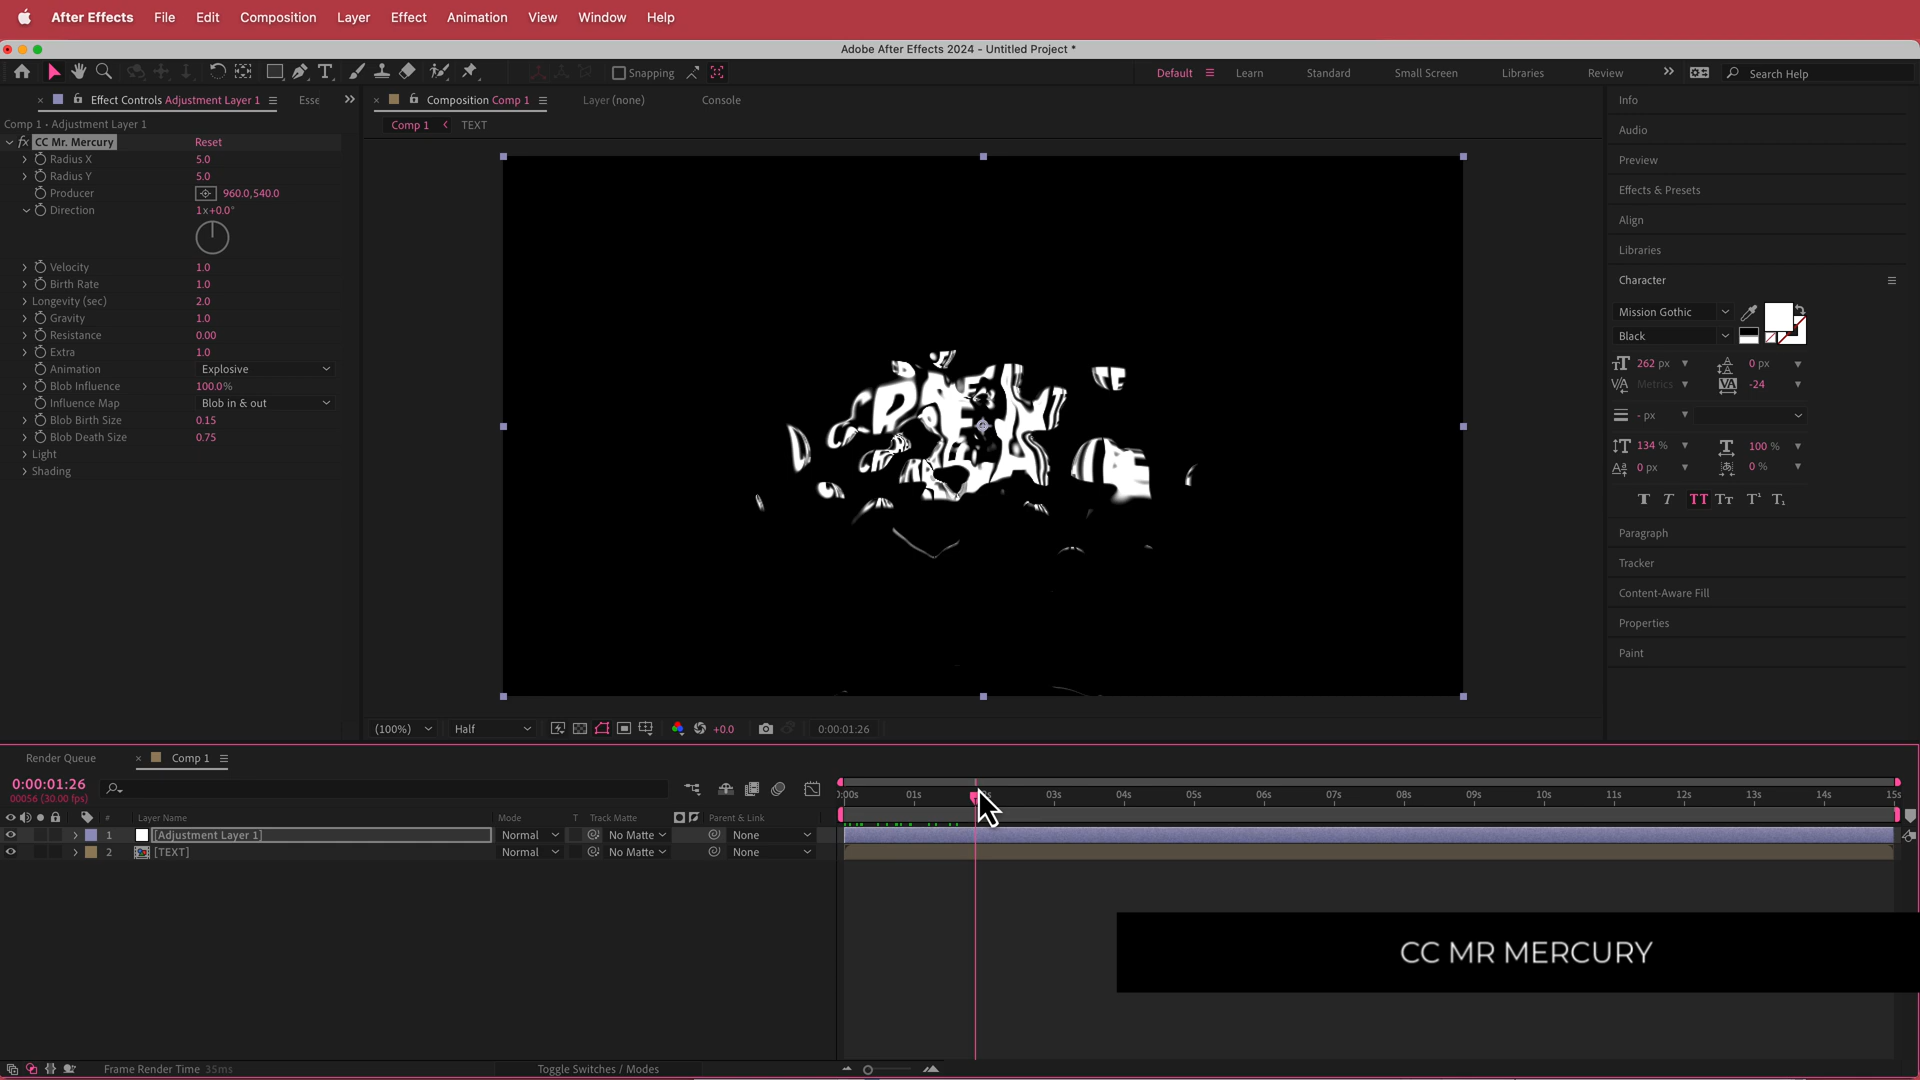 After Effects File Edit Composition Layer Effect Animation View Window Help
Adobe After Effects 2024 - Untitled Project *
Snapping Default Learn Standard Small Screen Libraries Review Search Help
Effect Controls Adjustment Layer 1 Esse
Composition Comp 1 Layer (none) Console
Comp 1 • Adjustment Layer 1
Comp 1 TEXT
fx CC Mr. Mercury Reset
Radius X 5.0
Radius Y 5.0
Producer 960.0,540.0
Direction 1x+0.0°
Velocity 1.0
Birth Rate 1.0
Longevity (sec) 2.0
Gravity 1.0
Resistance 0.00
Extra 1.0
Animation Explosive
Blob Influence 100.0%
Influence Map Blob in & out
Blob Birth Size 0.15
Blob Death Size 0.75
Light
Shading
(100%) Half +0.0 0:00:01:26
Info
Audio
Preview
Effects & Presets
Align
Libraries
Character
Mission Gothic
Black
262 px 0 px
Metrics -24
- px
134 % 100 %
0 px 0 %
T T TT Tt T¹ T₁
Paragraph
Tracker
Content-Aware Fill
Properties
Paint
Render Queue Comp 1
0:00:01:26
00056 (30.00 fps)
:00s 01s 03s 04s 05s 06s 07s 08s 09s 10s 11s 12s 13s 14s 15s
# Layer Name Mode T Track Matte Parent & Link
1 [Adjustment Layer 1] Normal No Matte None
2 [TEXT] Normal No Matte None
CC MR MERCURY
Frame Render Time 35ms Toggle Switches / Modes